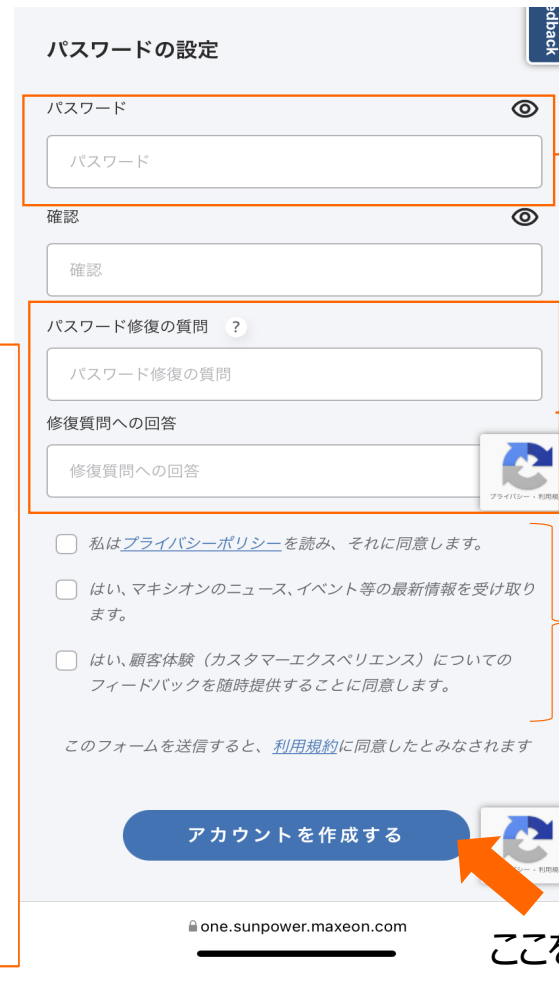 edback
パスワードの設定
パスワード
パスワード
確認
確認
パスワード修復の質問 ?
パスワード修復の質問
修復質問への回答
修復質問への回答
プライバシー・利用規
私はプライバシーポリシーを読み、それに同意します。
はい、マキシオンのニュース、イベント等の最新情報を受け取り
ます。
はい、顧客体験（カスタマーエクスペリエンス）についての
フィードバックを随時提供することに同意します。
このフォームを送信すると、利用規約に同意したとみなされます
アカウントを作成する
シー・利用規
one.sunpower.maxeon.com
ここを